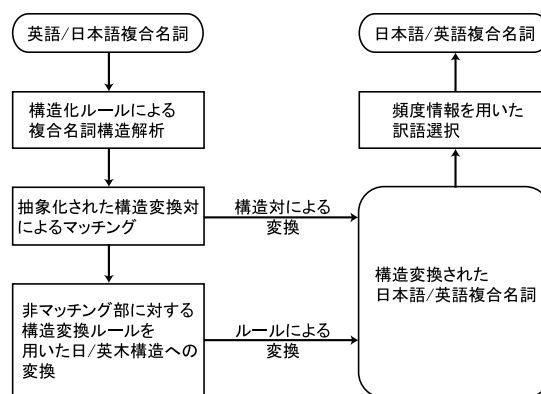 英語/日本語複合名詞
構造化ルールによる
複合名詞構造解析
抽象化された構造変換対
によるマッチング
非マッチング部に対する
構造変換ルールを
用いた日/英木構造への
変換
構造対による
変換
ルールによる
変換
日本語/英語複合名詞
頻度情報を用いた
訳語選択
構造変換された
日本語/英語複合名詞